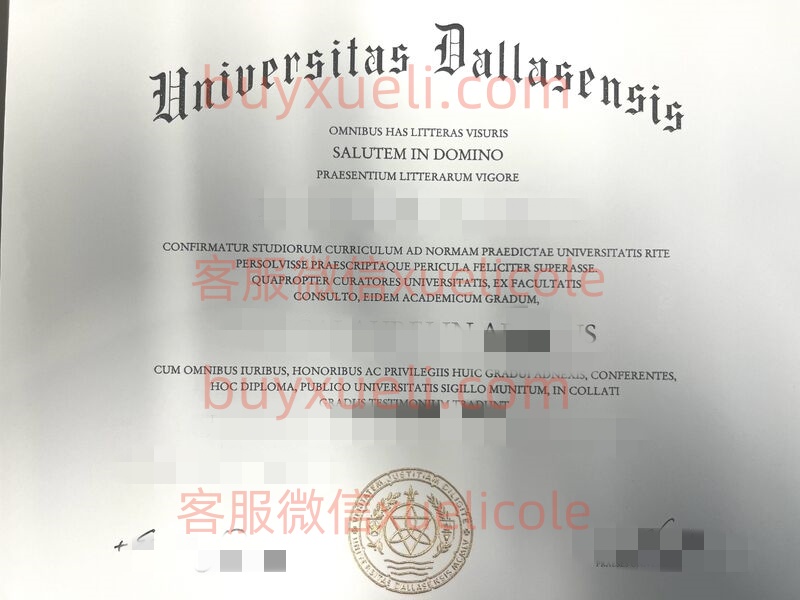 Universitas Dallasensis
buyxueli.com
OMNIBUS HAS LITTERAS VISURIS
SALUTEM IN DOMINO
PRAESENTIUM LITTERARUM VIGORE
CONFIRMATUR STUDIORUM CURRICULUM AD NORMAM PRAEDICTAE UNIVERSITATIS RITE
PERSOLVISSE PRAESCRIPTAQUE PERICULA FELICITER SUPERASSE.
客服微信xuelicole
QUAPROPTER CURATORES UNIVERSITATIS, EX FACULTATIS
CONSULTO, EIDEM ACADEMICUM GRADUM,
CUM OMNIBUS IURIBUS, HONORIBUS AC PRIVILEGIIS HUIC GRADUI ADNEXIS, CONFERENTES,
HOC DIPLOMA, PUBLICO UNIVERSITATIS SIGILLO MUNITUM, IN COLLATI
buyxueli.com
GRADUS TESTIMONIUM TRADUNT
客服微信xuelicole